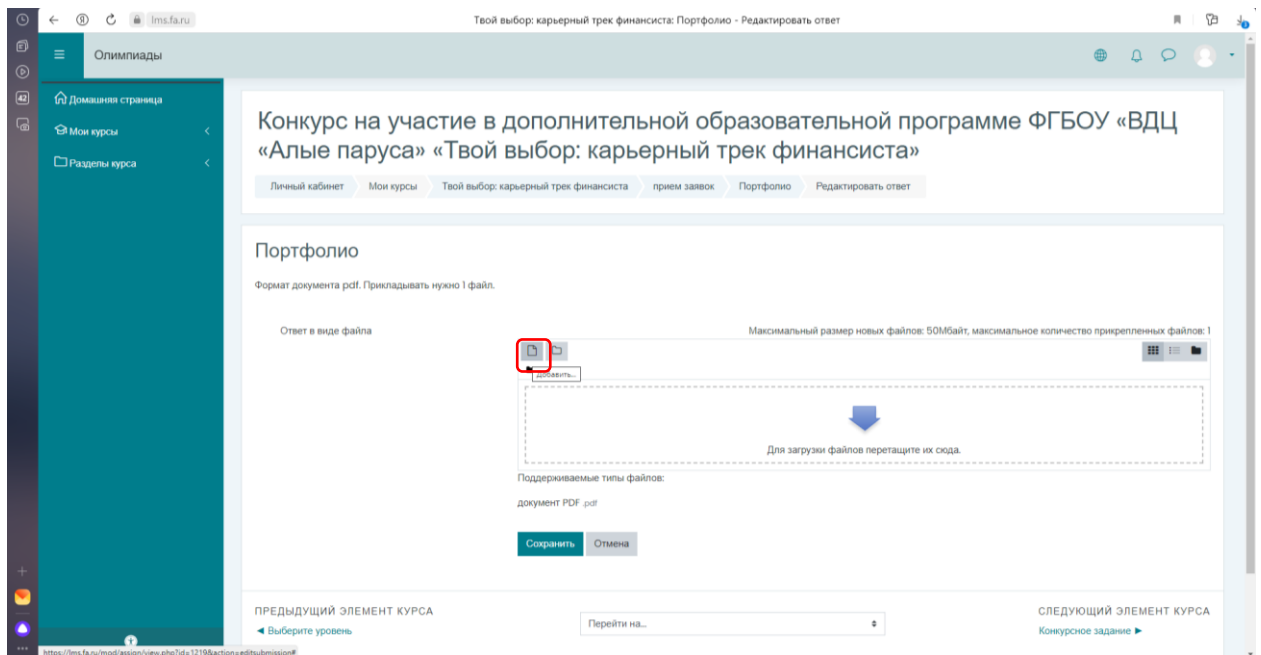 lms.fa.ru
Твой выбор: карьерный трек финансиста: Портфолио - Редактировать ответ
Олимпиады
42
Домашняя страница
Мои курсы
Разделы курса
Конкурс на участие в дополнительной образовательной программе ФГБОУ «ВДЦ
«Алые паруса» «Твой выбор: карьерный трек финансиста»
Личный кабинет Мои курсы Твой выбор: карьерный трек финансиста прием заявок Портфолио Редактировать ответ
Портфолио
Формат документа pdf. Прикладывать нужно 1 файл.
Ответ в виде файла
Максимальный размер новых файлов: 50Мбайт, максимальное количество прикрепленных файлов: 1
Добавить...
Для загрузки файлов перетащите их сюда.
Поддерживаемые типы файлов:
документ PDF .pdf
Сохранить Отмена
ПРЕДЫДУЩИЙ ЭЛЕМЕНТ КУРСА
◄ Выберите уровень
Перейти на...
СЛЕДУЮЩИЙ ЭЛЕМЕНТ КУРСА
Конкурсное задание ►
https://lms.fa.ru/mod/assign/view.php?id=1219&action=editsubmission#